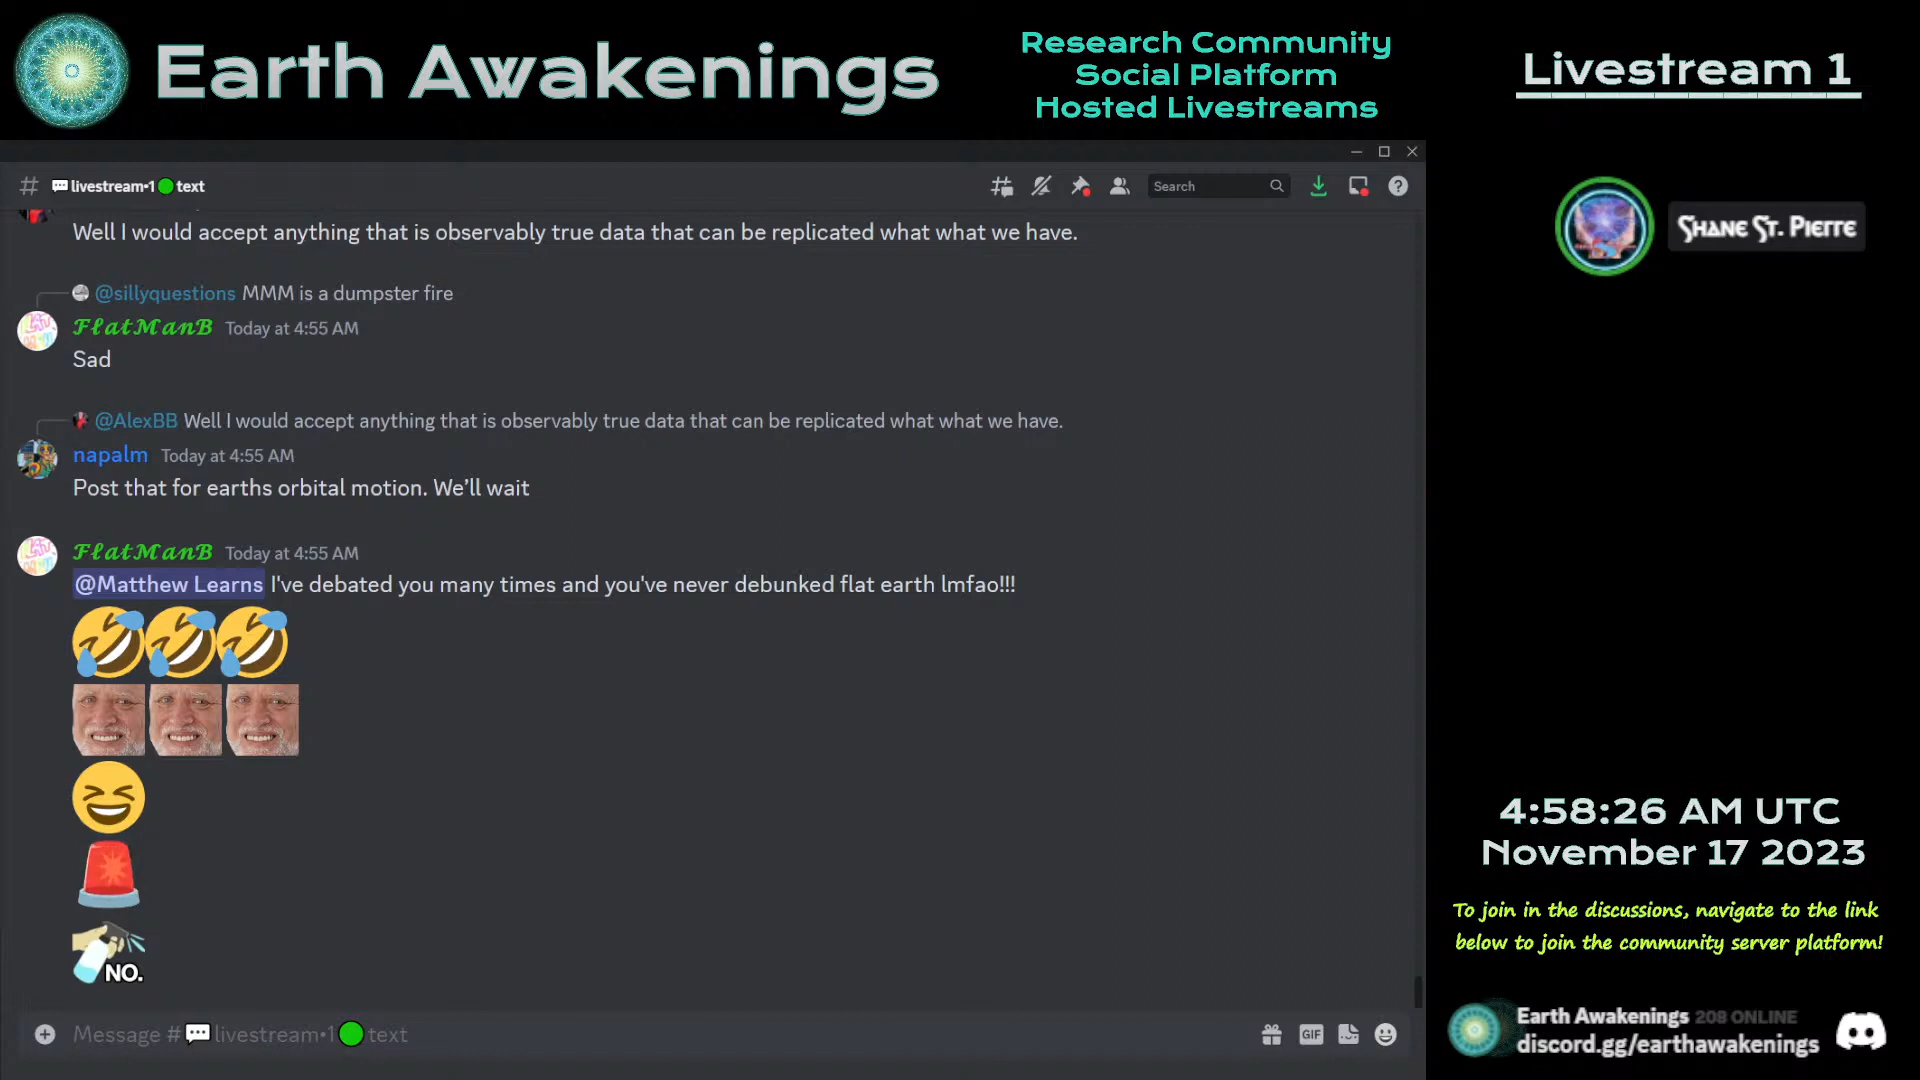 Earth Awakenings
Research Community
Social Platform
Hosted Livestreams
Livestream 1
livestream•1 text
Search
Well I would accept anything that is observably true data that can be replicated what what we have.
@sillyquestions MMM is a dumpster fire
FlatManB Today at 4:55 AM
Sad
@AlexBB Well I would accept anything that is observably true data that can be replicated what what we have.
napalm Today at 4:55 AM
Post that for earths orbital motion. We’ll wait
FlatManB Today at 4:55 AM
@Matthew Learns I've debated you many times and you've never debunked flat earth lmfao!!!
NO.
Message # livestream•1 text
GIF
Shane St. Pierre
4:58:26 AM UTC
November 17 2023
To join in the discussions, navigate to the link
below to join the community server platform!
Earth Awakenings 208 ONLINE
discord.gg/earthawakenings